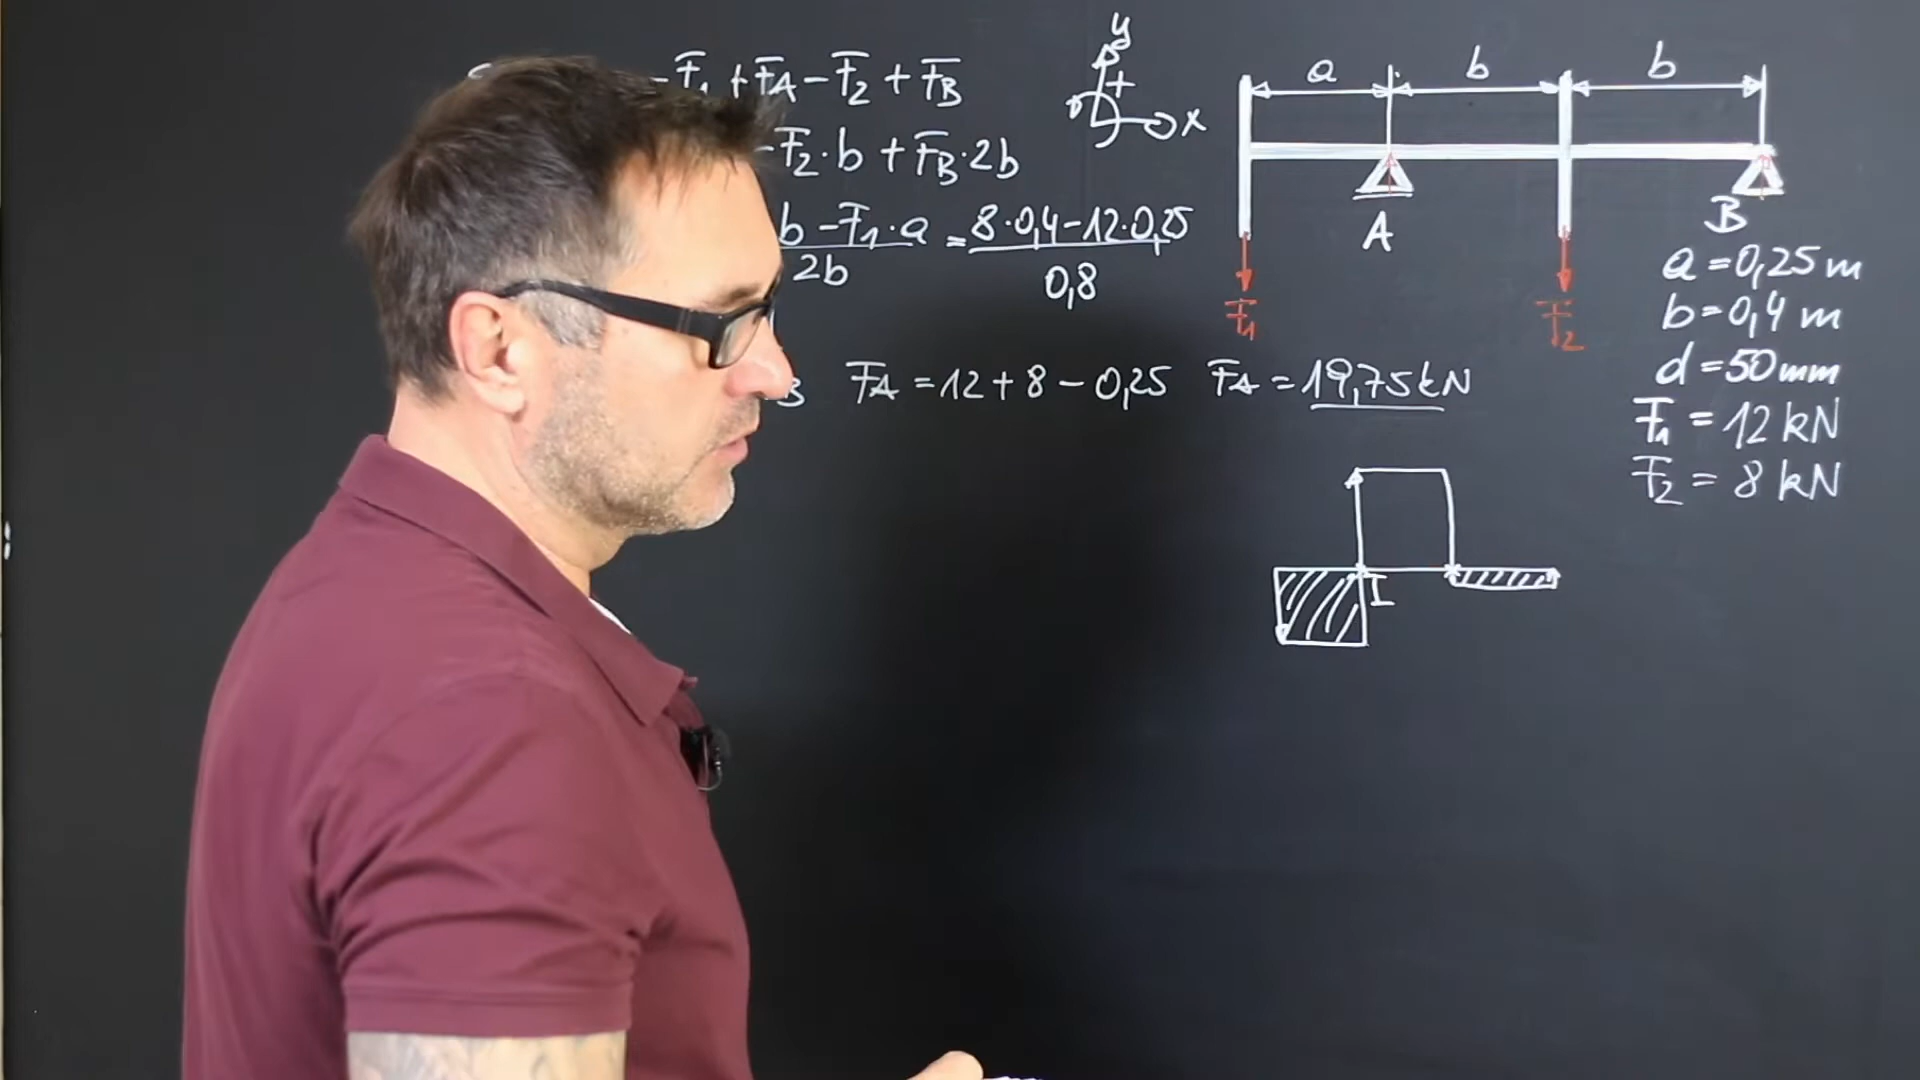 -F₁ + FA - F₂ + FB
-F₂·b + FB·2b
b - F₁·a = 8·0,4-12·0,25
2b 0,8
B FA = 12 + 8 - 0,25 FA = 19,75 kN
y
+
x
a b b
A B
F₁ F₂
a = 0,25 m
b = 0,4 m
d = 50 mm
F₁ = 12 kN
F₂ = 8 kN
I